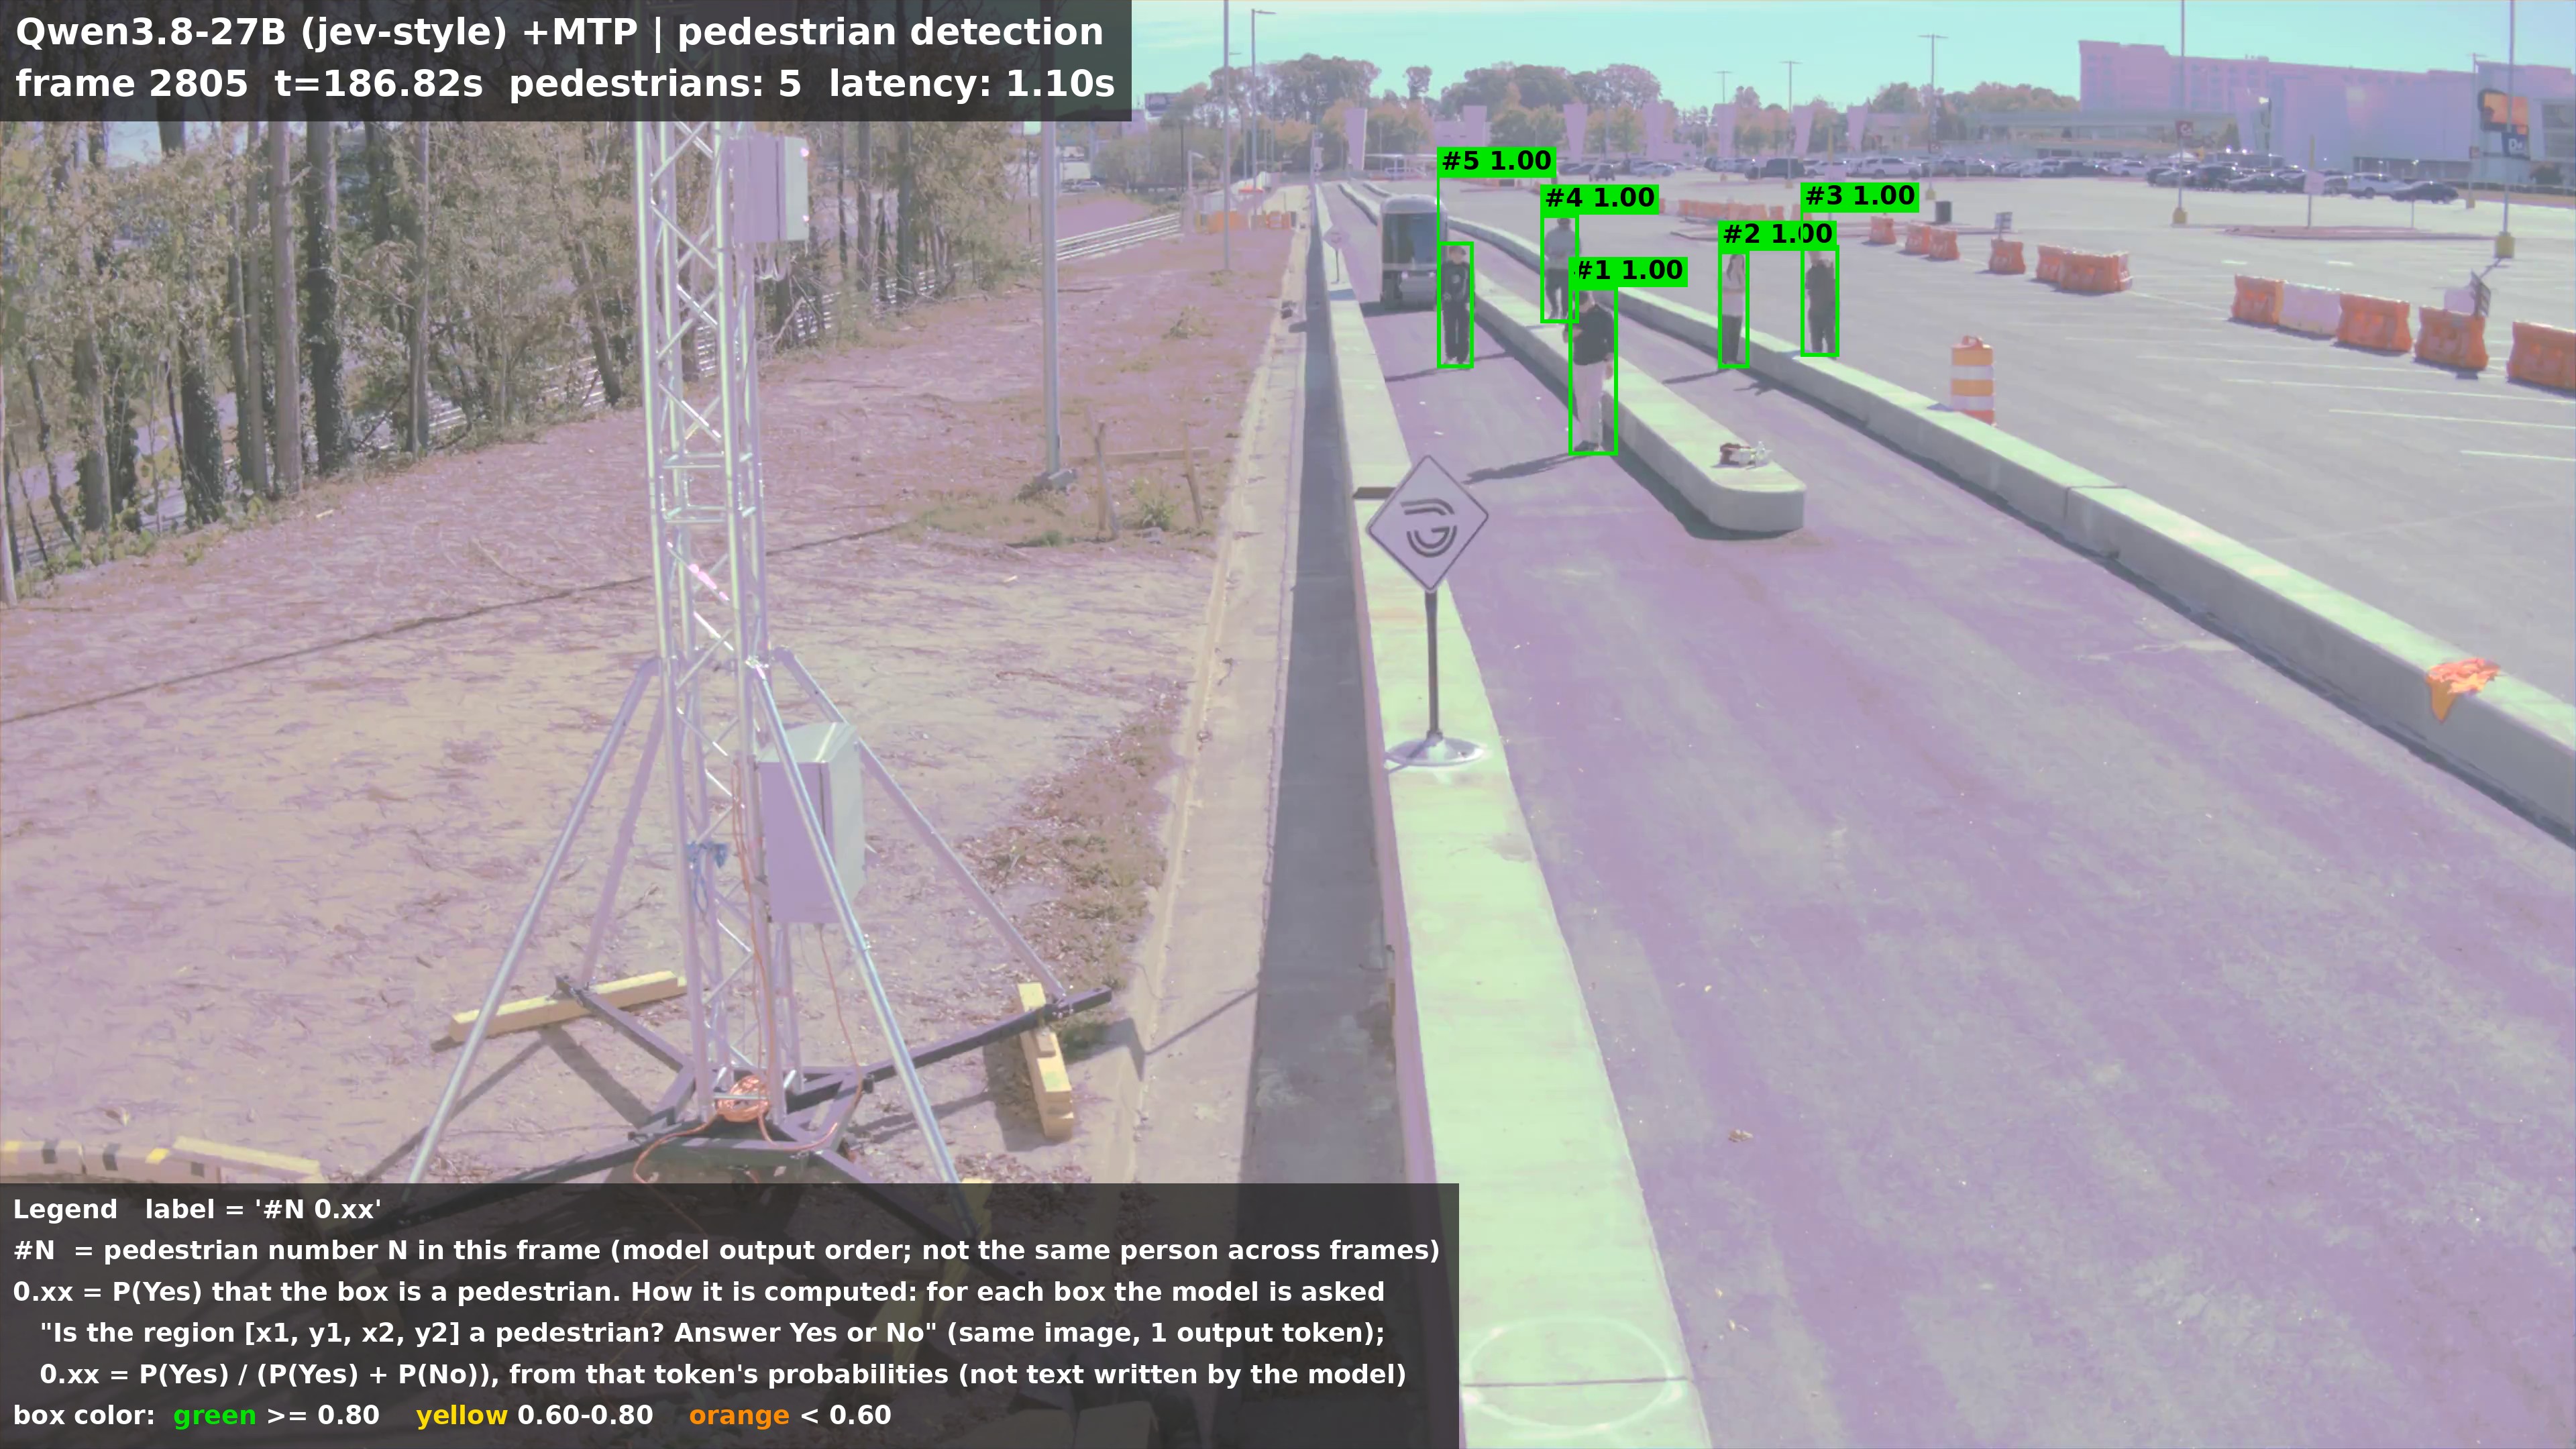 Qwen3.8-27B (jev-style) +MTP | pedestrian detection
frame 2805  t=186.82s  pedestrians: 5  latency: 1.10s
#5 1.00
#4 1.00
#3 1.00
#2 1.00
#1 1.00
Legend   label = '#N 0.xx'
#N  = pedestrian number N in this frame (model output order; not the same person across frames)
0.xx = P(Yes) that the box is a pedestrian. How it is computed: for each box the model is asked
"Is the region [x1, y1, x2, y2] a pedestrian? Answer Yes or No" (same image, 1 output token);
0.xx = P(Yes) / (P(Yes) + P(No)), from that token's probabilities (not text written by the model)
box color:  green >= 0.80    yellow 0.60-0.80    orange < 0.60